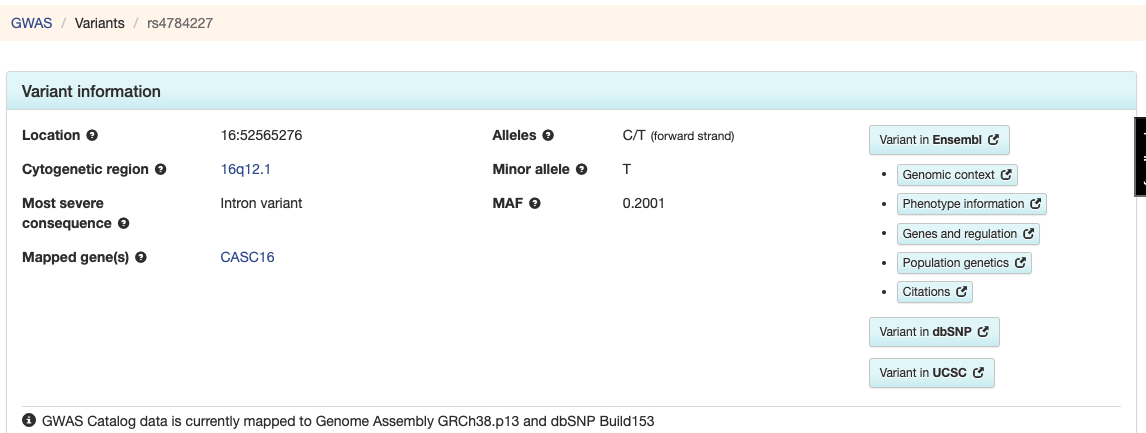 GWAS / Variants / rs4784227
Variant information
Location 16:52565276
Cytogenetic region 16q12.1
Most severe consequence Intron variant
Mapped gene(s) CASC16
Alleles C/T (forward strand)
Minor allele T
MAF 0.2001
Variant in Ensembl
Genomic context
Phenotype information
Genes and regulation
Population genetics
Citations
Variant in dbSNP
Variant in UCSC
GWAS Catalog data is currently mapped to Genome Assembly GRCh38.p13 and dbSNP Build153